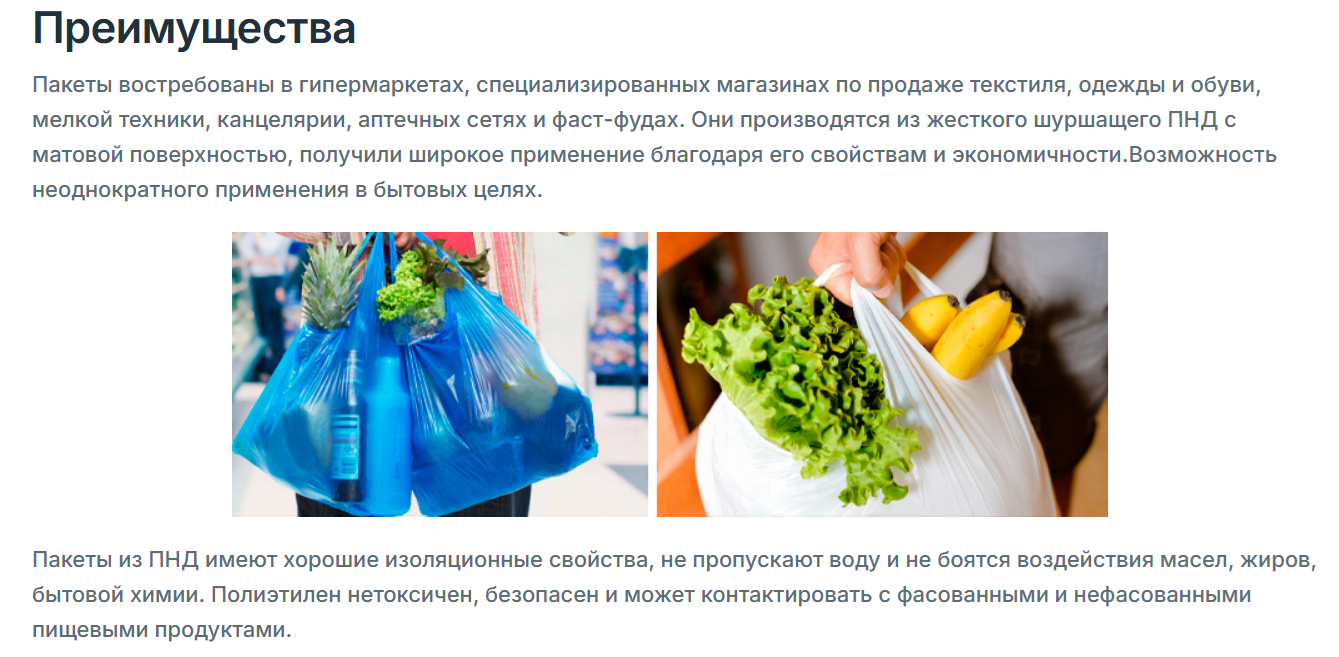 Преимущества
Пакеты востребованы в гипермаркетах, специализированных магазинах по продаже текстиля, одежды и обуви,
мелкой техники, канцелярии, аптечных сетях и фаст-фудах. Они производятся из жесткого шуршащего ПНД с
матовой поверхностью, получили широкое применение благодаря его свойствам и экономичности.Возможность
неоднократного применения в бытовых целях.
Пакеты из ПНД имеют хорошие изоляционные свойства, не пропускают воду и не боятся воздействия масел, жиров,
бытовой химии. Полиэтилен нетоксичен, безопасен и может контактировать с фасованными и нефасованными
пищевыми продуктами.